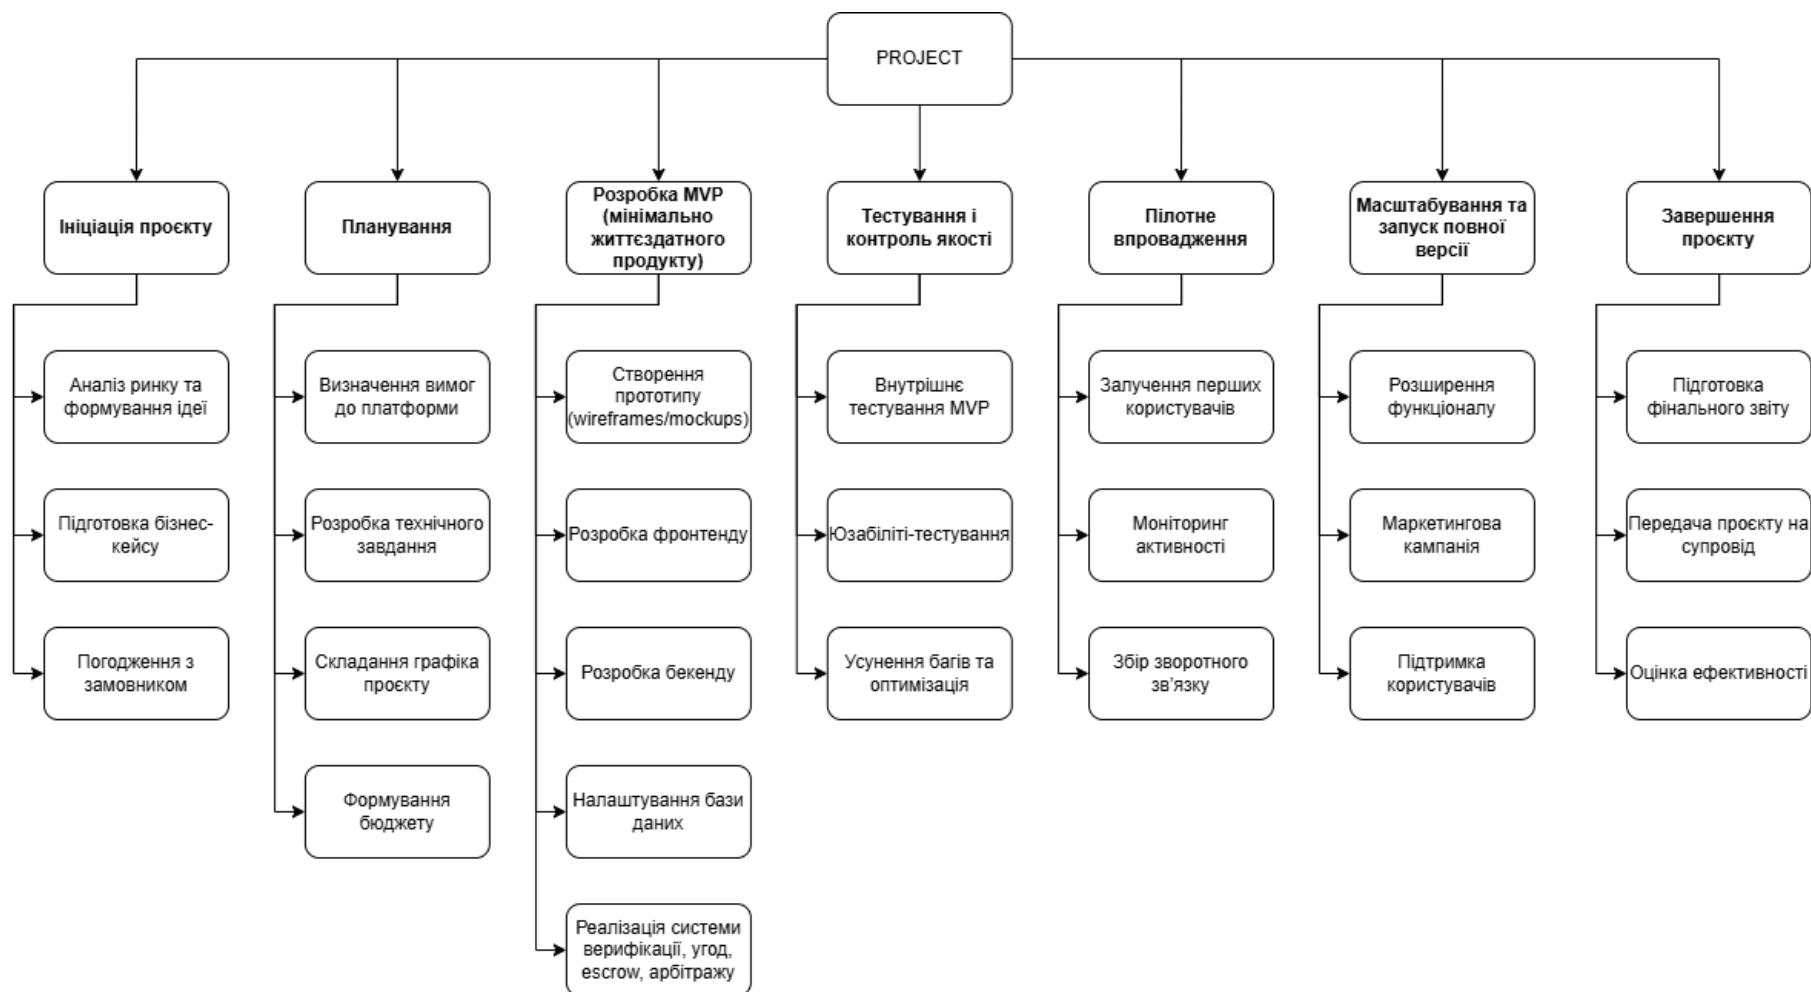 PROJECT
Ініціація проєкту
Аналіз ринку та
формування ідеї
Підготовка бізнес-
кейсу
Погодження з
замовником
Планування
Визначення вимог
до платформи
Розробка технічного
завдання
Складання графіка
проєкту
Формування
бюджету
Розробка MVP
(мінімально
життєздатного
продукту)
Створення
прототипу
(wireframes/mockups)
Розробка фронтенду
Розробка бекенду
Налаштування бази
даних
Реалізація системи
верифікації, угод,
escrow, арбітражу
Тестування і
контроль якості
Внутрішнє
тестування MVP
Юзабіліті-тестування
Усунення багів та
оптимізація
Пілотне
впровадження
Залучення перших
користувачів
Моніторинг
активності
Збір зворотного
зв’язку
Масштабування та
запуск повної
версії
Розширення
функціоналу
Маркетингова
кампанія
Підтримка
користувачів
Завершення
проєкту
Підготовка
фінального звіту
Передача проєкту на
супровід
Оцінка ефективності